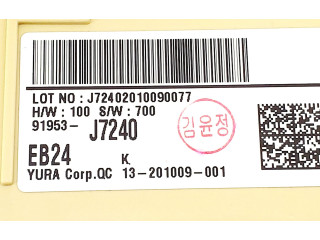 LOT NO : J72402010090077
H/W : 100 S/W : 700
91953- J7240
김윤정
EB24 K
YURA Corp.QC 13-201009-001